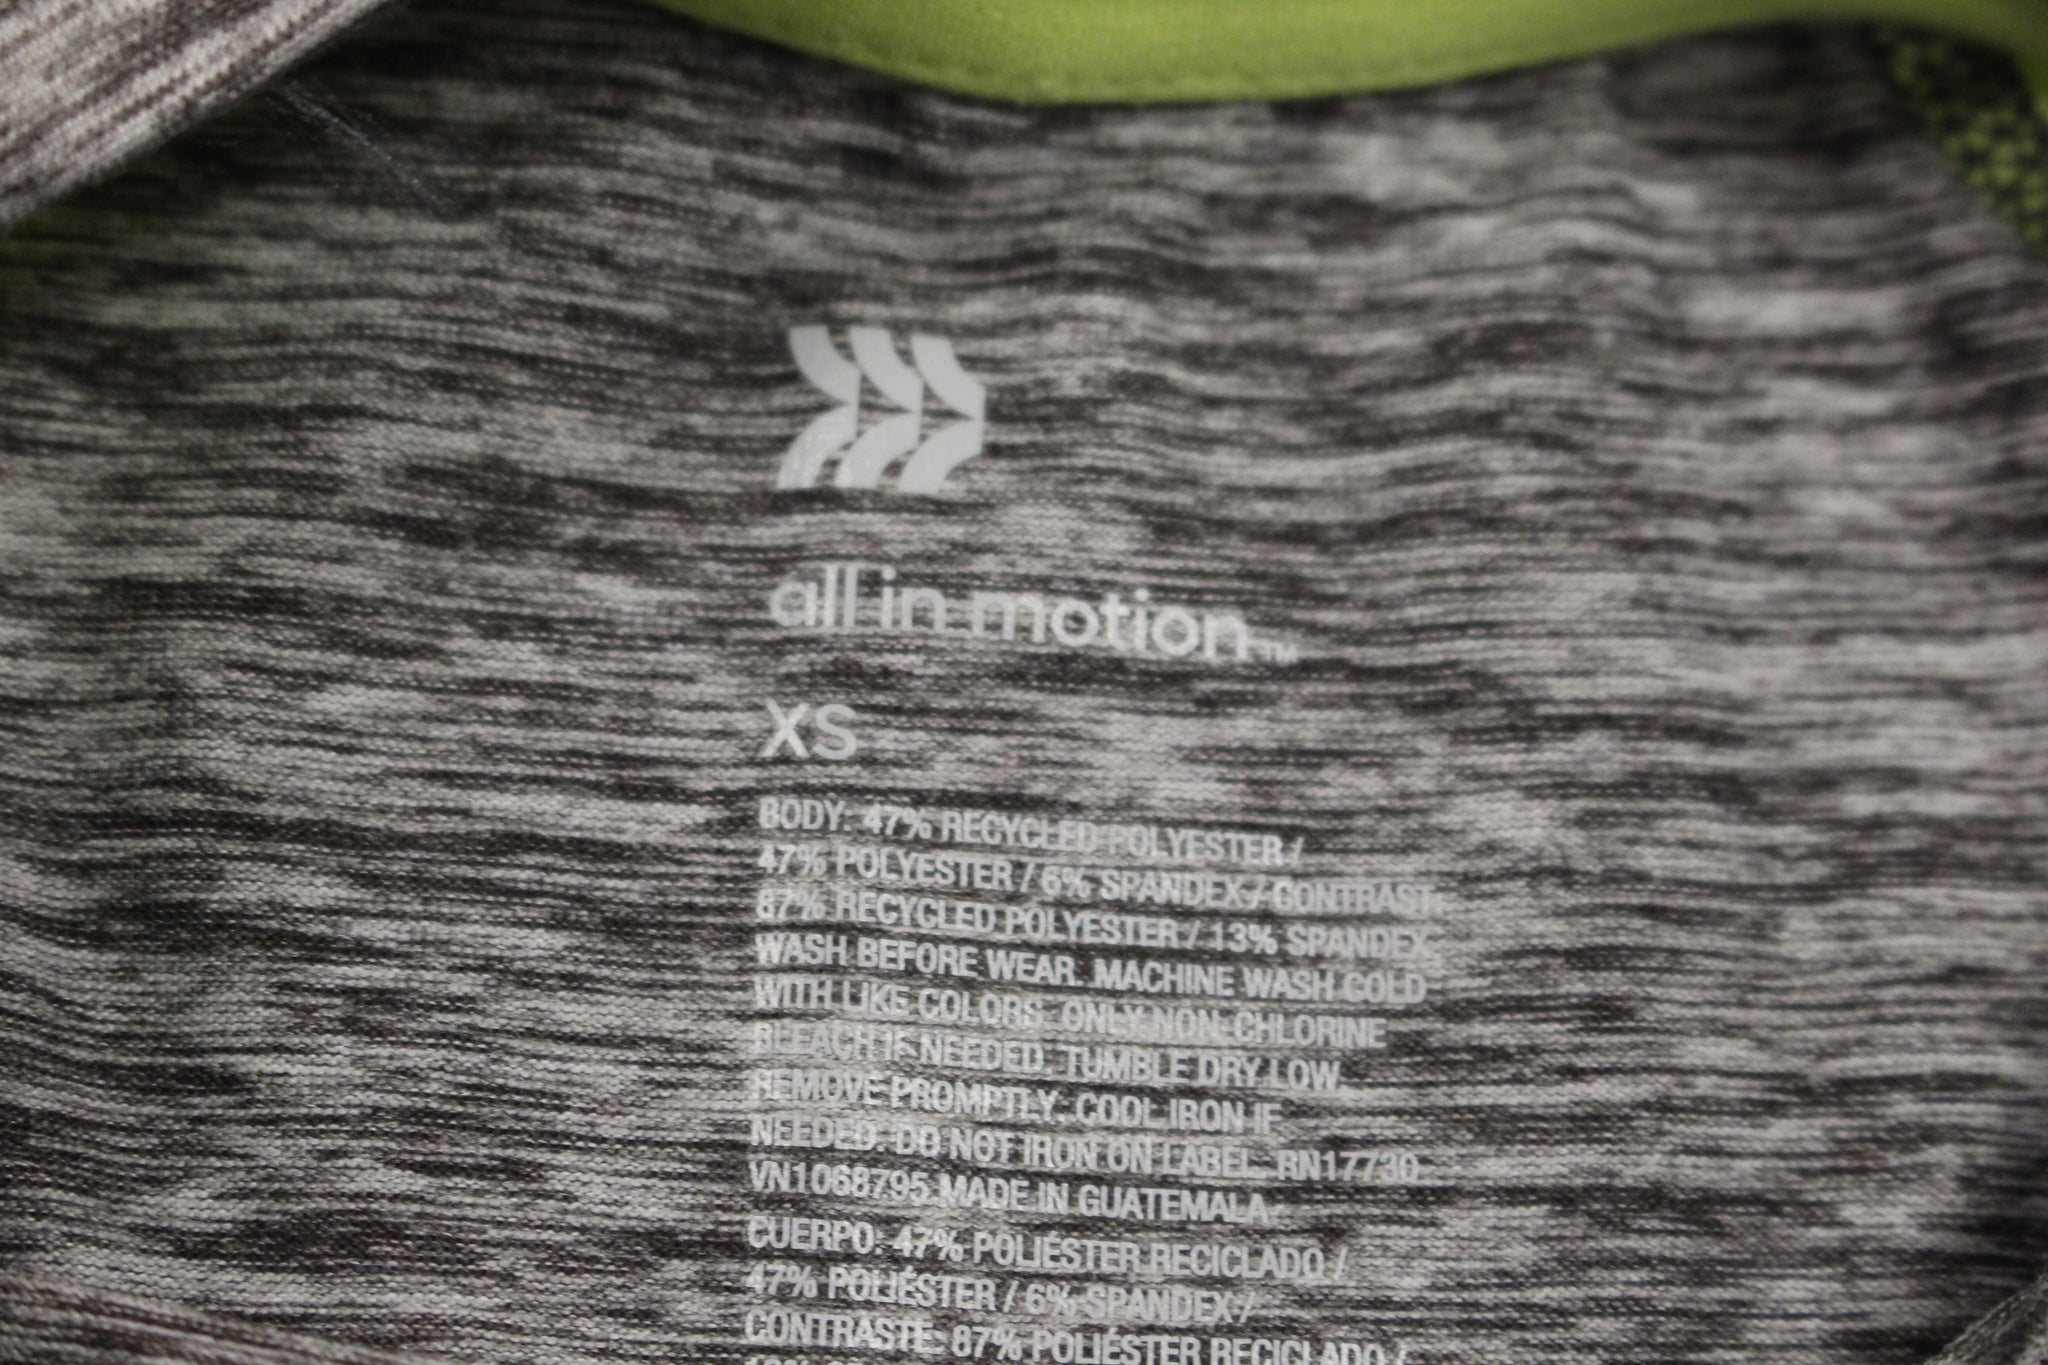 all in motion™
XS
BODY: 47% RECYCLED POLYESTER /
47% POLYESTER / 6% SPANDEX / CONTRAST:
87% RECYCLED POLYESTER / 13% SPANDEX.
WASH BEFORE WEAR. MACHINE WASH COLD
WITH LIKE COLORS. ONLY NON-CHLORINE
BLEACH IF NEEDED. TUMBLE DRY LOW.
REMOVE PROMPTLY. COOL IRON IF
NEEDED. DO NOT IRON ON LABEL. RN17730
VN1068795 MADE IN GUATEMALA
CUERPO: 47% POLIÉSTER RECICLADO /
47% POLIÉSTER / 6% SPANDEX /
CONTRASTE: 87% POLIÉSTER RECICLADO /